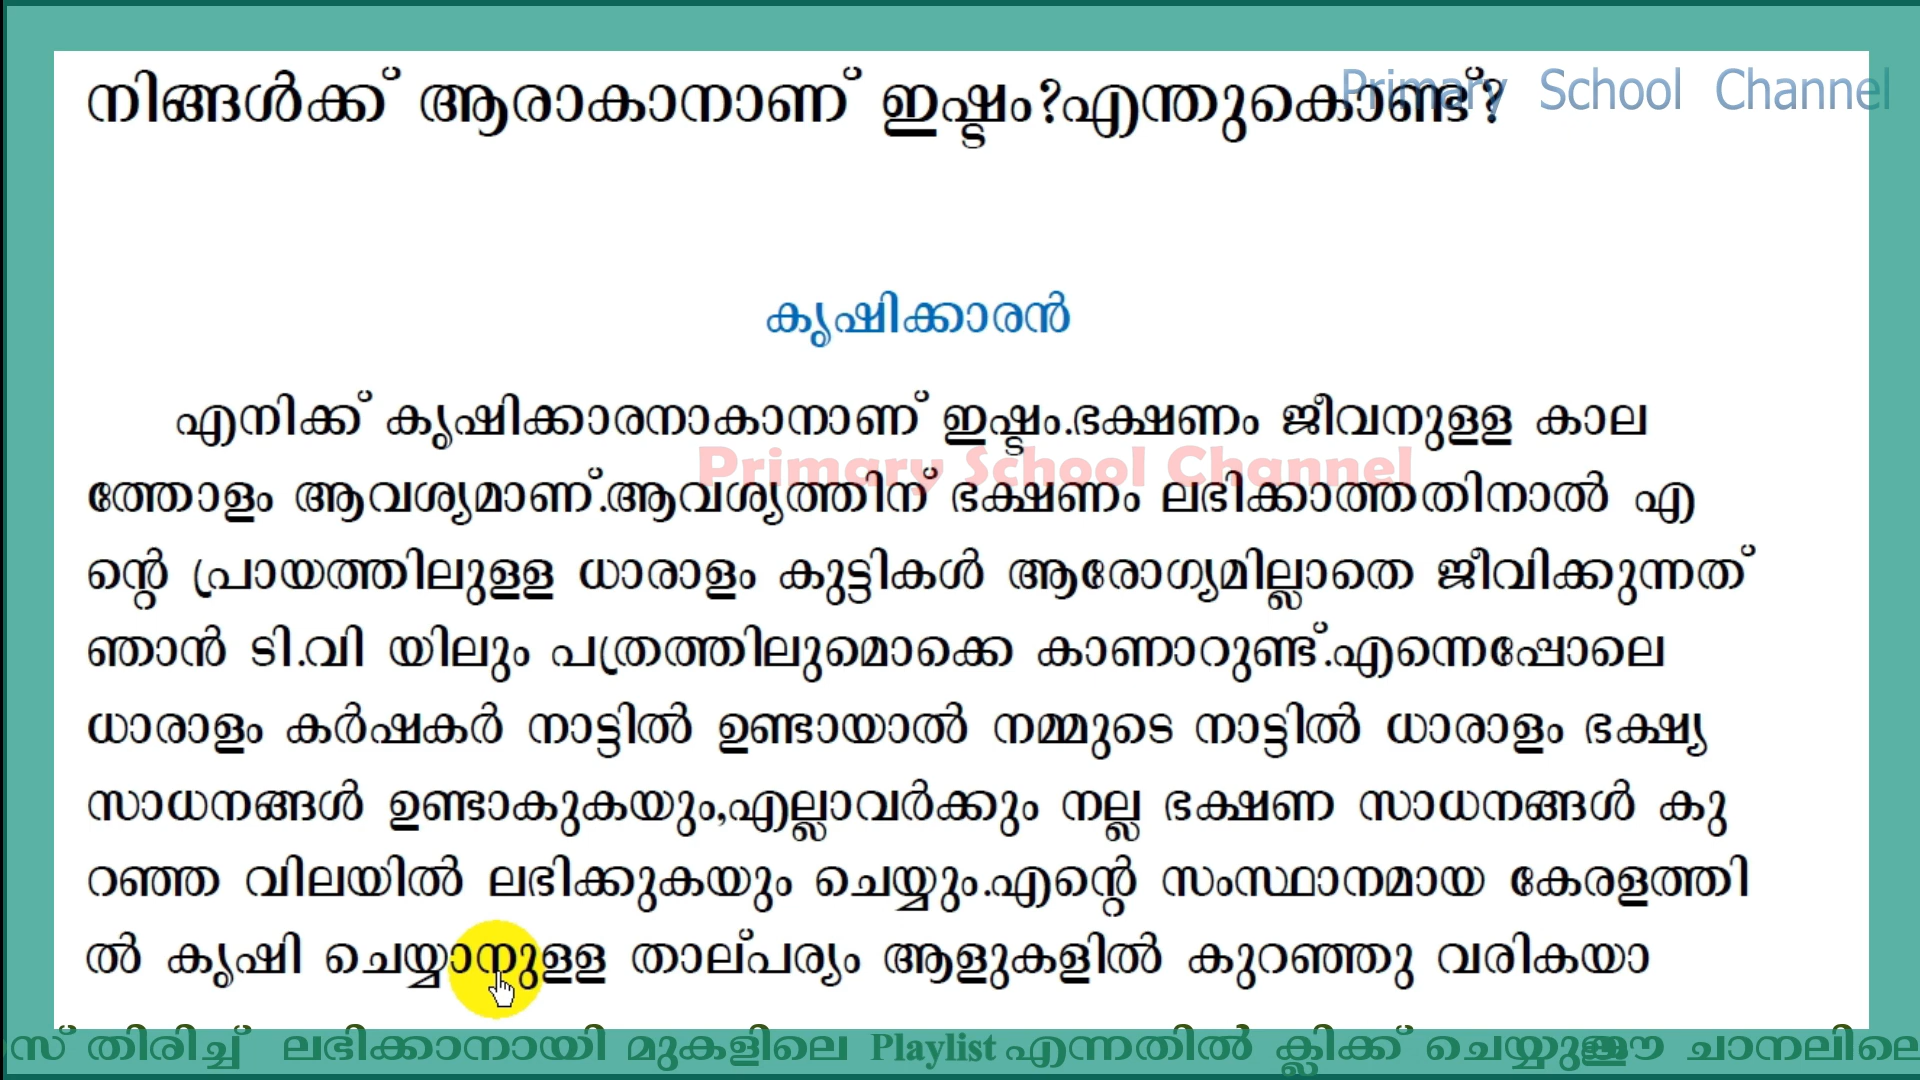 നിങ്ങൾക്ക് ആരാകാനാണ് ഇഷ്ടം?എന്തുകൊണ്ട്?
Primary School Channel
കൃഷിക്കാരൻ
എനിക്ക് കൃഷിക്കാരനാകാനാണ് ഇഷ്ടം.ഭക്ഷണം ജീവനുളള കാല
Primary School Channel
ത്തോളം ആവശ്യമാണ്.ആവശ്യത്തിന് ഭക്ഷണം ലഭിക്കാത്തതിനാൽ എ
ന്റെ പ്രായത്തിലുളള ധാരാളം കുട്ടികൾ ആരോഗ്യമില്ലാതെ ജീവിക്കുന്നത്
ഞാൻ ടി.വി യിലും പത്രത്തിലുമൊക്കെ കാണാറുണ്ട്.എന്നെപ്പോലെ
ധാരാളം കർഷകർ നാട്ടിൽ ഉണ്ടായാൽ നമ്മുടെ നാട്ടിൽ ധാരാളം ഭക്ഷ്യ
സാധനങ്ങൾ ഉണ്ടാകുകയും,എല്ലാവർക്കും നല്ല ഭക്ഷണ സാധനങ്ങൾ കു
റഞ്ഞ വിലയിൽ ലഭിക്കുകയും ചെയ്യും.എന്റെ സംസ്ഥാനമായ കേരളത്തി
ൽ കൃഷി ചെയ്യാനുളള താല്പര്യം ആളുകളിൽ കുറഞ്ഞു വരികയാ
തിരിച്ച് ലഭിക്കാനായി മുകളിലെ Playlist എന്നതിൽ ക്ലിക്ക് ചാനലിലെ